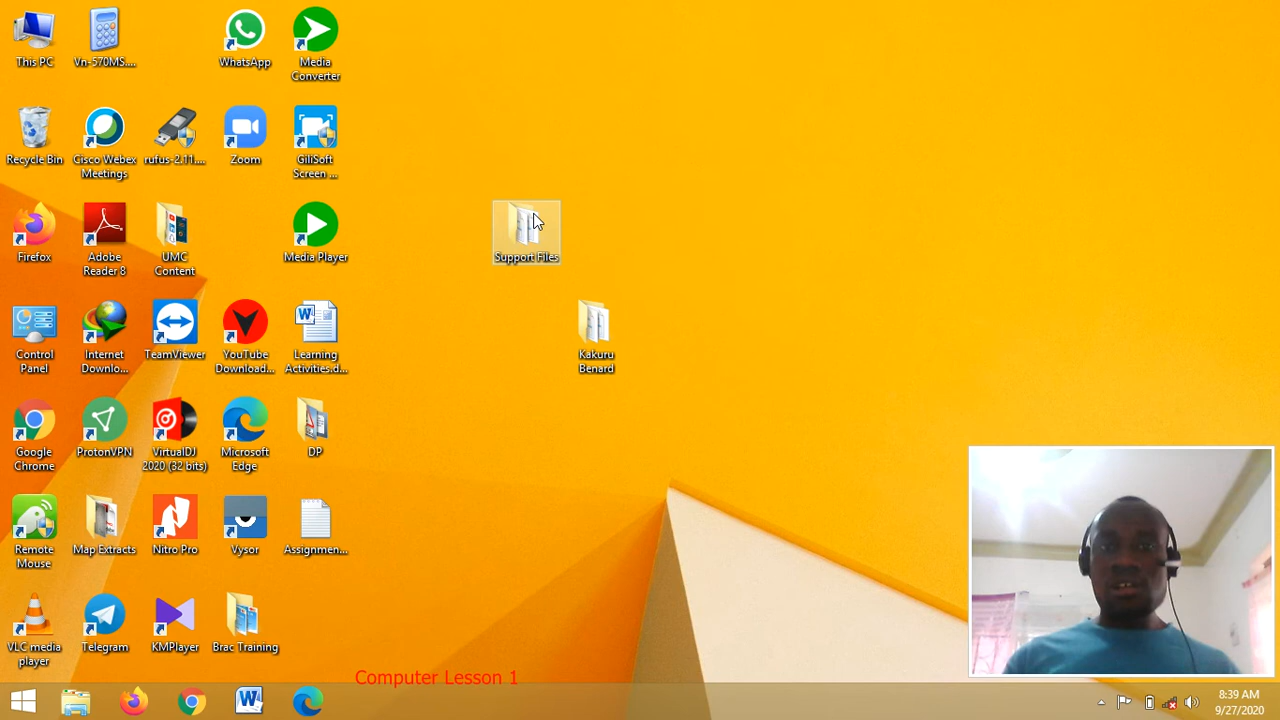 This PC
Vn-570MS....
WhatsApp
Media
Converter
Recycle Bin
Cisco Webex
Meetings
rufus-2.11....
Zoom
GiliSoft
Screen ...
Firefox
Adobe
Reader 8
UMC
Content
Media Player
Support Files
Control
Panel
Internet
Downlo...
TeamViewer
YouTube
Download...
Learning
Activities.d...
Kakuru
Benard
Google
Chrome
ProtonVPN
VirtualDJ
2020 (32 bits)
Microsoft
Edge
DP
Remote
Mouse
Map Extracts
Nitro Pro
Vysor
Assignmen...
VLC media
player
Telegram
KMPlayer
Brac Training
Computer Lesson 1
8:39 AM
9/27/2020